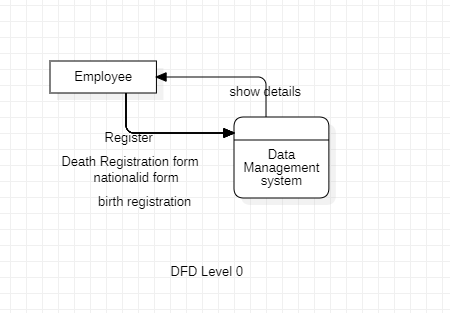 Employee
show details
Register
Death Registration form
nationalid form
birth registration
Data
Management
system
DFD Level 0